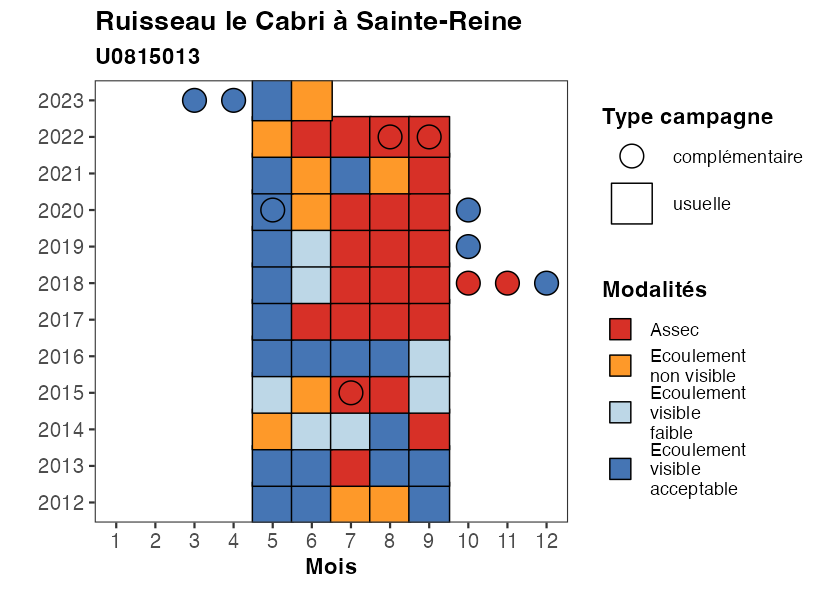 Ruisseau le Cabri à Sainte-Reine
U0815013
2023
2022
2021
2020
2019
2018
2017
2016
2015
2014
2013
2012
1 2 3 4 5 6 7 8 9 10 11 12
Mois
Type campagne
complémentaire
usuelle
Modalités
Assec
Ecoulement
non visible
Ecoulement
visible
faible
Ecoulement
visible
acceptable